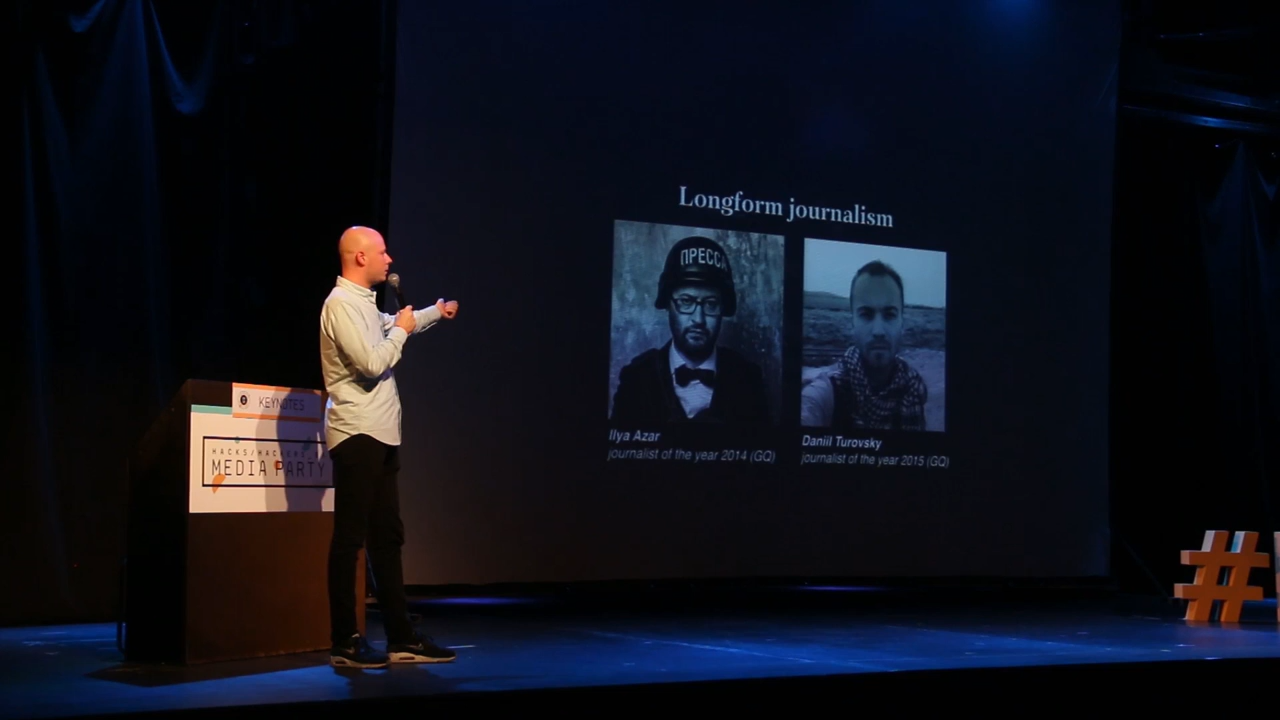 Longform journalism
ПРЕССА
Ilya Azar
journalist of the year 2014 (GQ)
Daniil Turovsky
journalist of the year 2015 (GQ)
KEYNOTES
HACKS/HACKERS
MEDIA PARTY
#